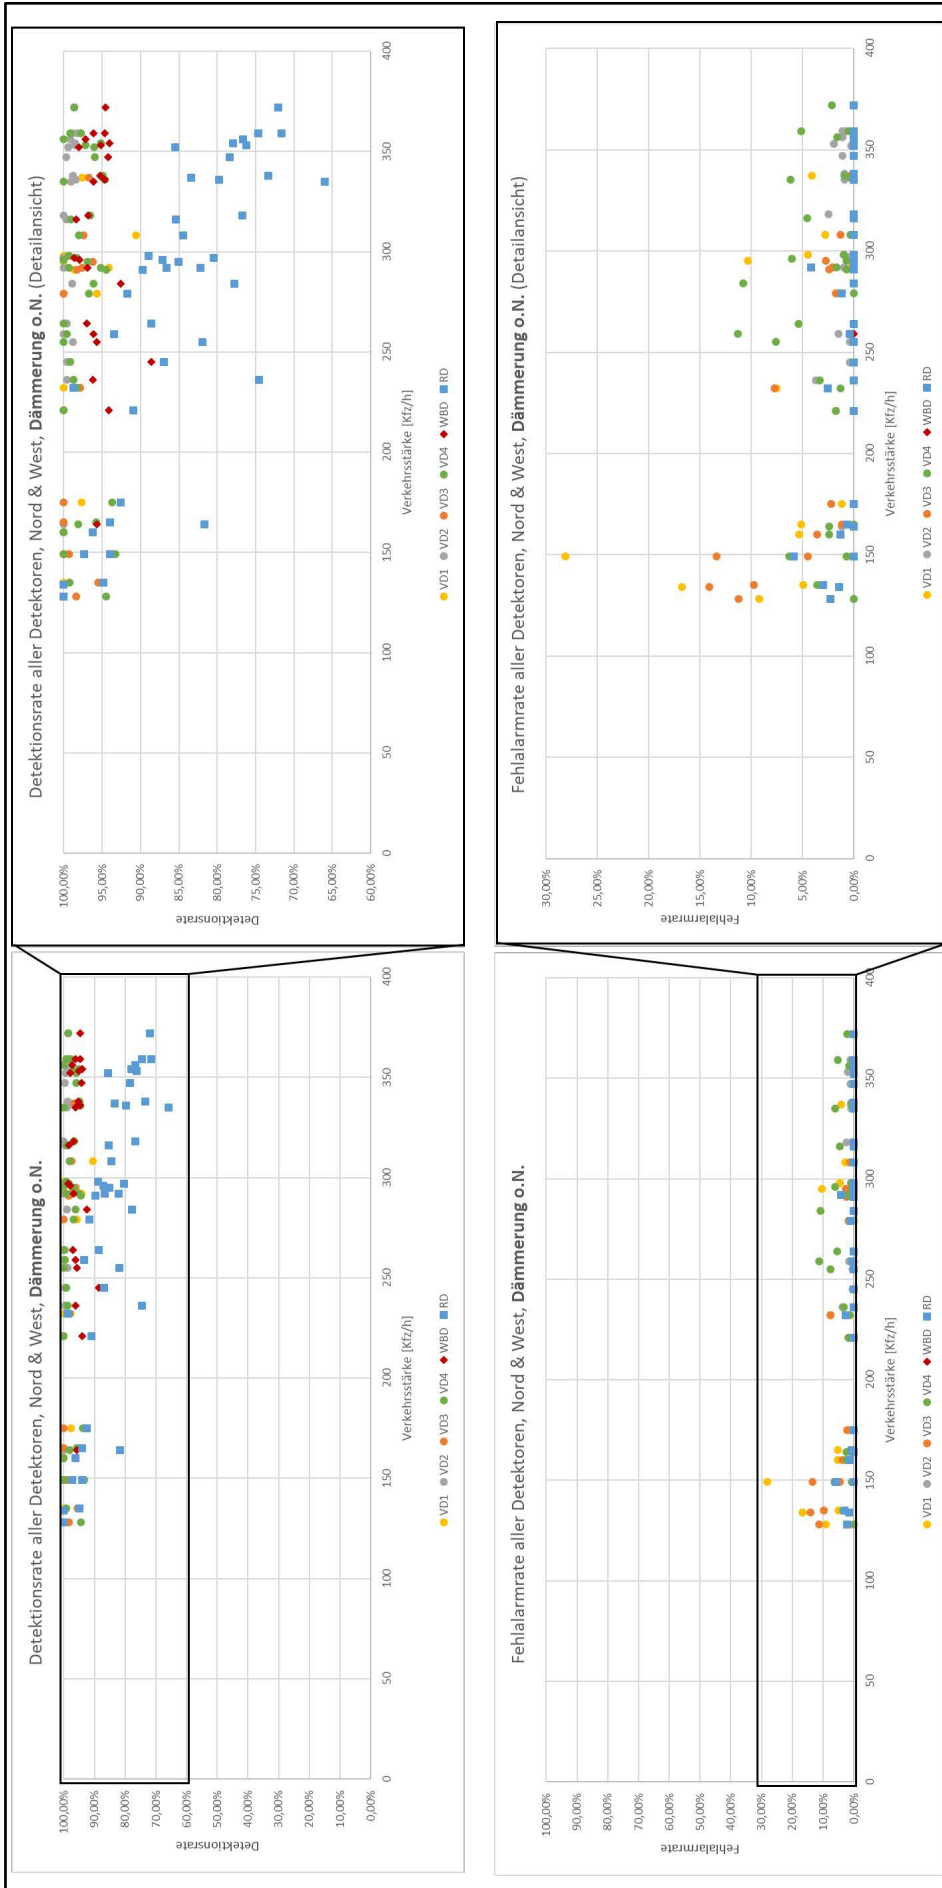 Detektionsrate aller Detektoren, Nord & West, Dämmerung o.N.
100,00%
90,00%
80,00%
70,00%
60,00%
50,00%
40,00%
30,00%
20,00%
10,00%
0,00%
Detektionsrate
0 50 100 150 200 250 300 350 400
Verkehrsstärke [Kfz/h]
VD1 VD2 VD3 VD4 WBD RD
Detektionsrate aller Detektoren, Nord & West, Dämmerung o.N. (Detailansicht)
100,00%
95,00%
90,00%
85,00%
80,00%
75,00%
70,00%
65,00%
60,00%
Detektionsrate
0 50 100 150 200 250 300 350 400
Verkehrsstärke [Kfz/h]
VD1 VD2 VD3 VD4 WBD RD
Fehlalarmrate aller Detektoren, Nord & West, Dämmerung o.N.
100,00%
90,00%
80,00%
70,00%
60,00%
50,00%
40,00%
30,00%
20,00%
10,00%
0,00%
Fehlalarmrate
0 50 100 150 200 250 300 350 400
Verkehrsstärke [Kfz/h]
VD1 VD2 VD3 VD4 WBD RD
Fehlalarmrate aller Detektoren, Nord & West, Dämmerung o.N. (Detailansicht)
30,00%
25,00%
20,00%
15,00%
10,00%
5,00%
0,00%
Fehlalarmrate
0 50 100 150 200 250 300 350 400
Verkehrsstärke [Kfz/h]
VD1 VD2 VD3 VD4 WBD RD